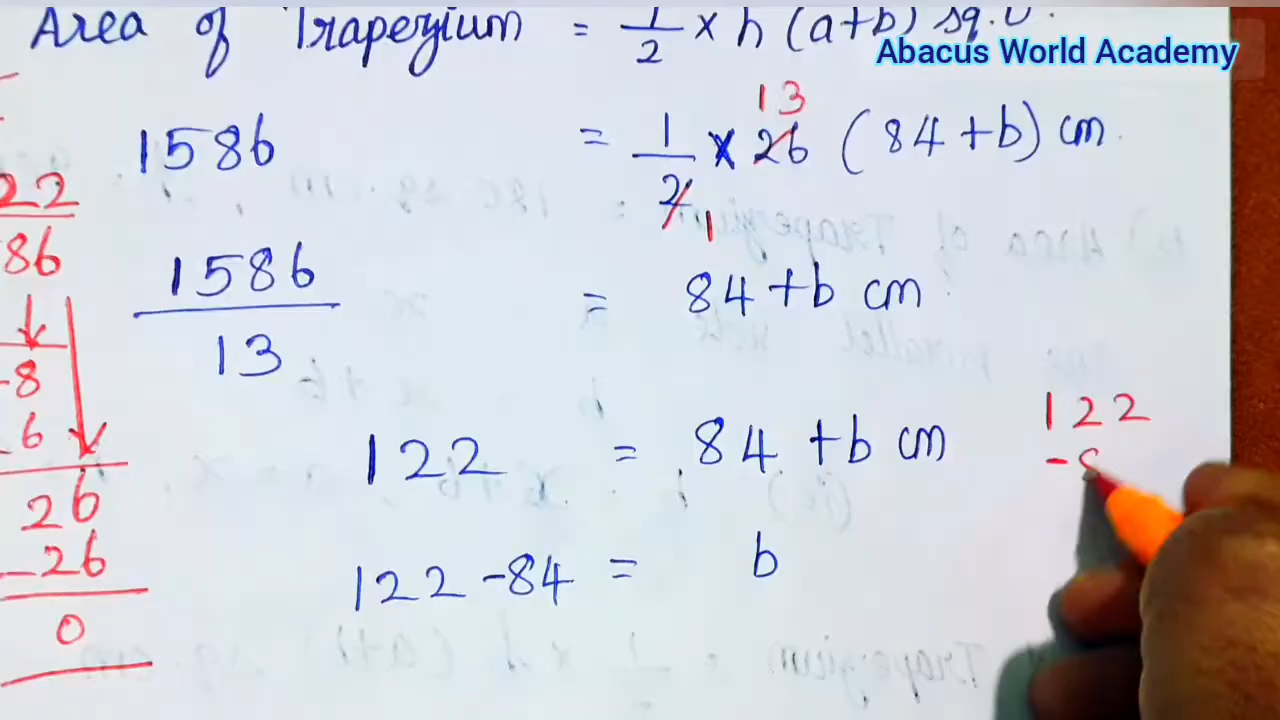 Area of Trapezium = 1/2 × h (a+b) sq.u.
Abacus World Academy
1586 = 1/2 × 26 (84+b) cm
13
1
1586/13 = 84+b cm
122 = 84 +b cm
122-84 = b
22
86
-8
6
26
-26
0
122
-8